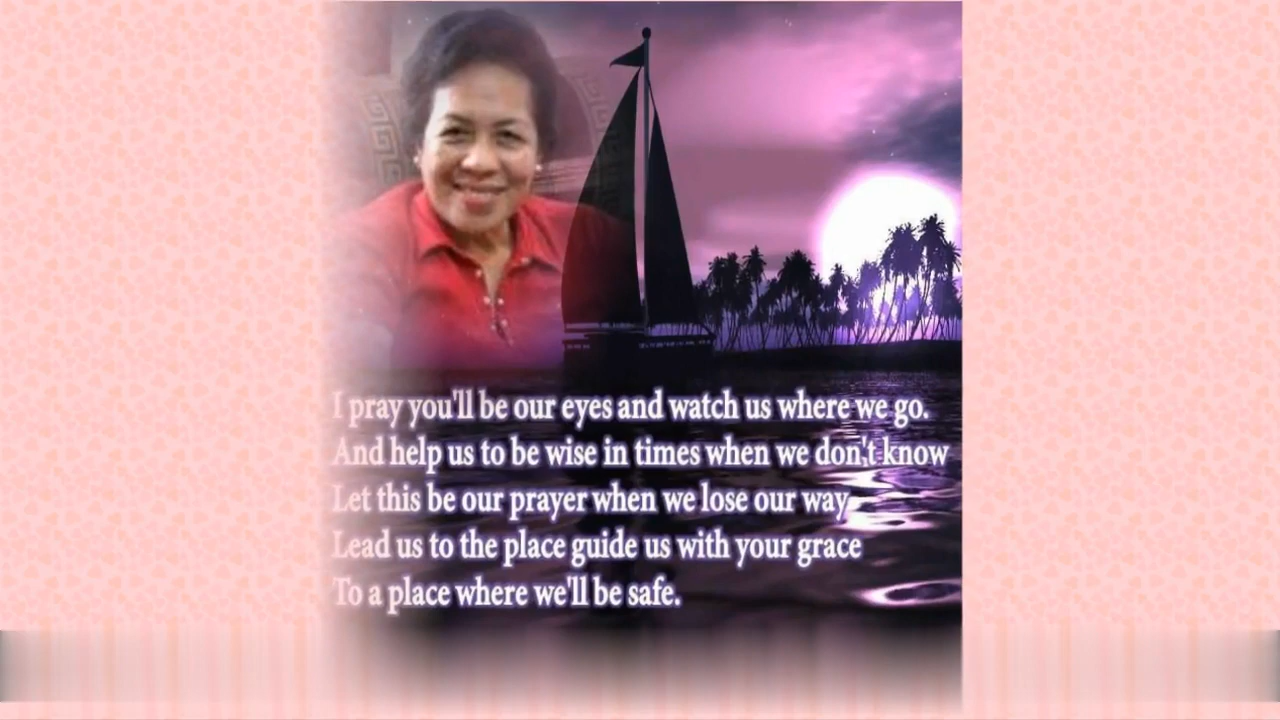 I pray you'll be our eyes and watch us where we go.
And help us to be wise in times when we don't know
Let this be our prayer when we lose our way
Lead us to the place guide us with your grace
To a place where we'll be safe.